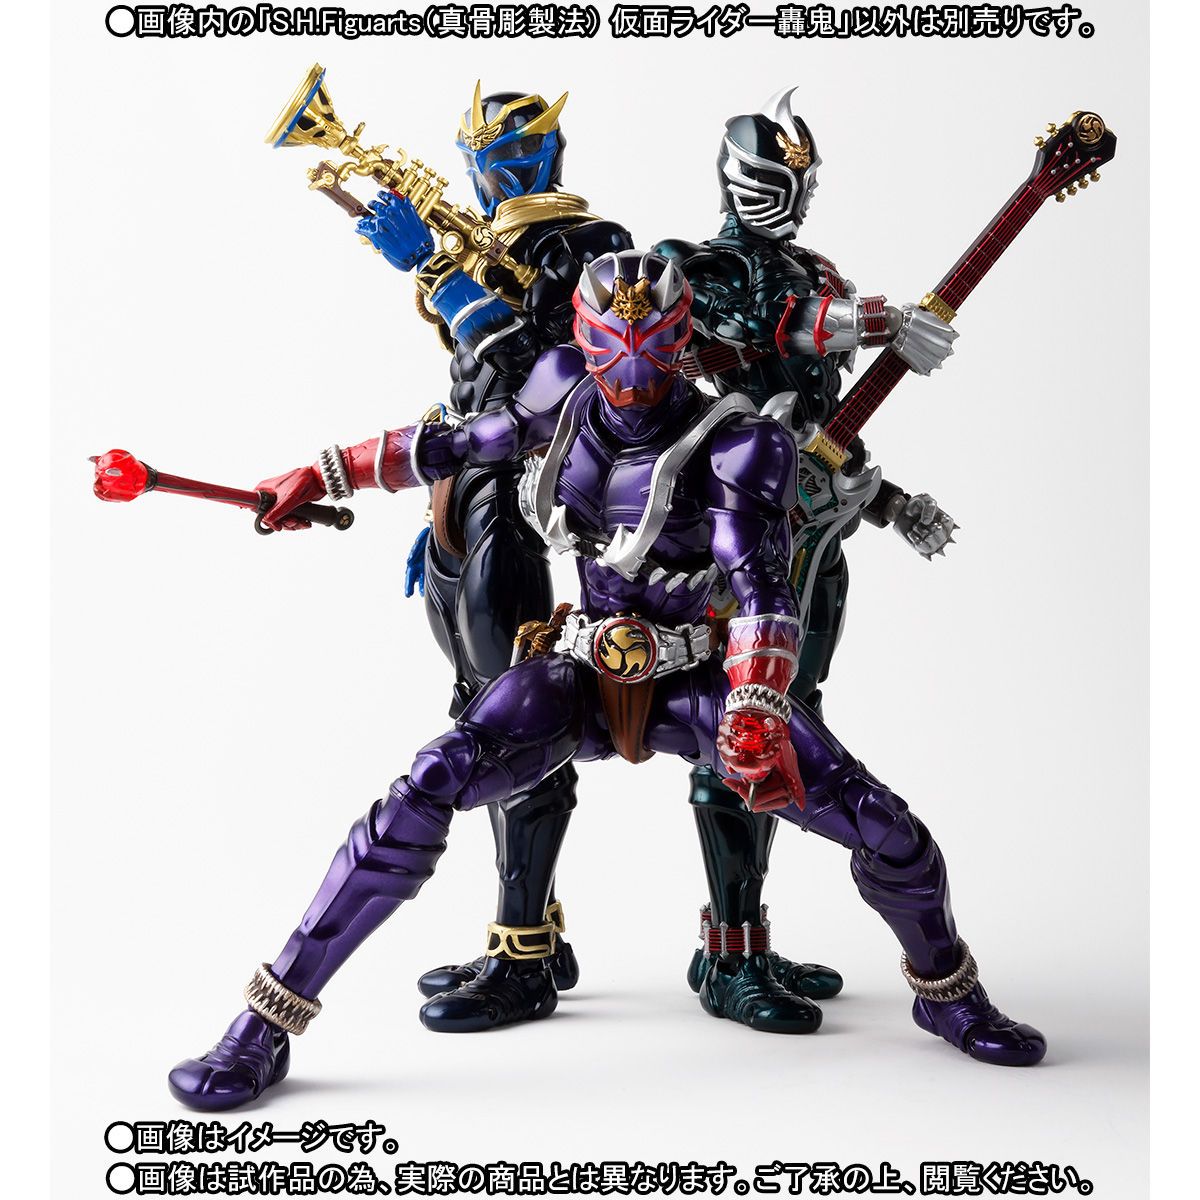 ●画像内の「S.H.Figuarts（真骨彫製法） 仮面ライダー轟鬼」以外は別売りです。
●画像はイメージです。
●画像は試作品の為、実際の商品とは異なります。ご了承の上、閲覧ください。